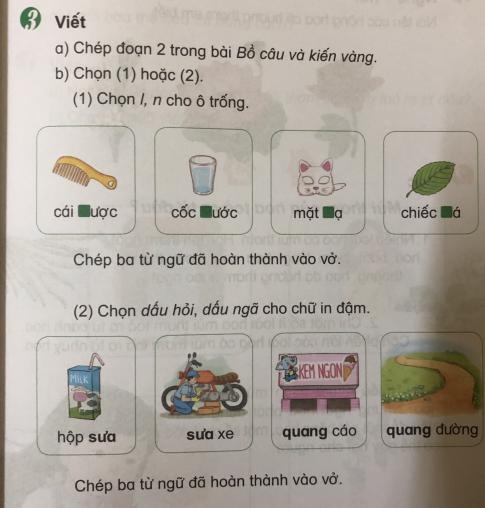 3 Viết
a) Chép đoạn 2 trong bài Bồ câu và kiến vàng.
b) Chọn (1) hoặc (2).
(1) Chọn l, n cho ô trống.
cái ■ược cốc ■ước mặt ■ạ chiếc ■á
Chép ba từ ngữ đã hoàn thành vào vở.
(2) Chọn dấu hỏi, dấu ngã cho chữ in đậm.
MILK
KEM NGON
hộp sưa sưa xe quang cáo quang đường
Chép ba từ ngữ đã hoàn thành vào vở.